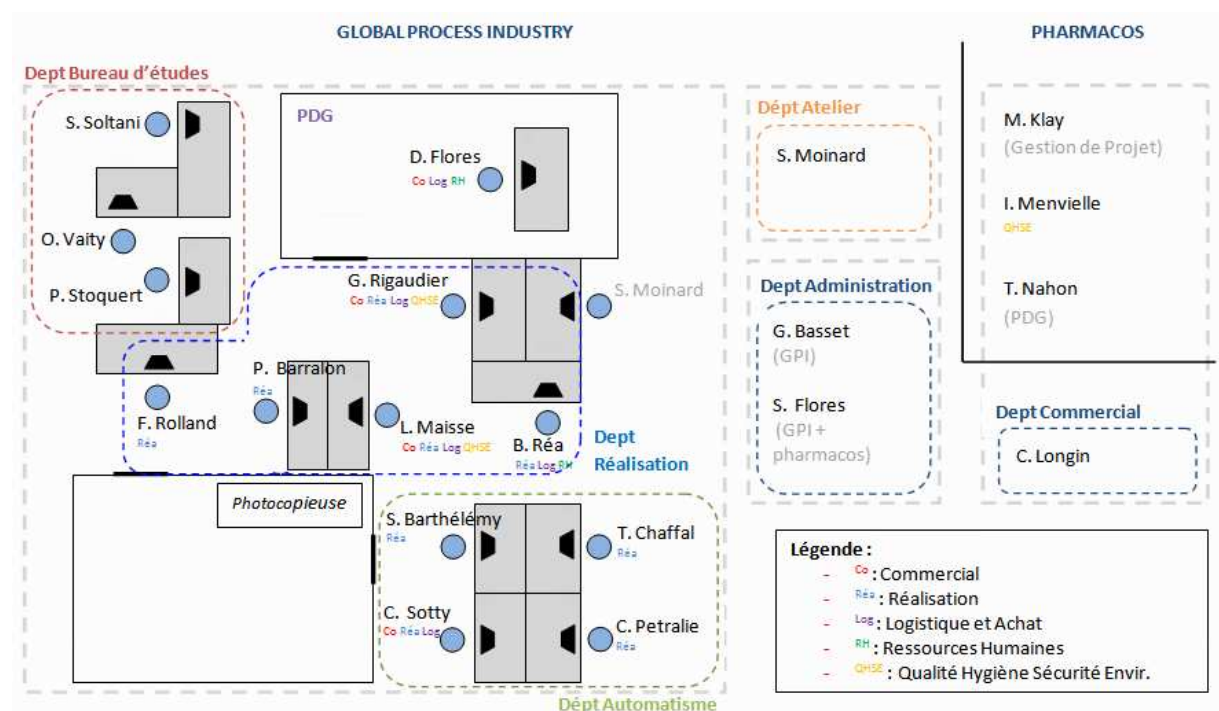 GLOBAL PROCESS INDUSTRY
PHARMACOS
Dept Bureau d'études
S. Soltani
O. Vaity
P. Stoquert
PDG
D. Flores
Co Log RH
G. Rigaudier
Co Réa Log QHSE
S. Moinard
P. Barralon
Réa
F. Rolland
Réa
L. Maisse
Co Réa Log QHSE
B. Réa
Réa Log RH
Dept
Réalisation
Photocopieuse
S. Barthélémy
Réa
T. Chaffal
Réa
C. Sotty
Co Réa Log
C. Petralie
Réa
Dépt Automatisme
Dépt Atelier
S. Moinard
Dept Administration
G. Basset
(GPI)
S. Flores
(GPI +
pharmacos)
M. Klay
(Gestion de Projet)
I. Menvielle
QHSE
T. Nahon
(PDG)
Dept Commercial
C. Longin
Légende :
- Co : Commercial
- Réa : Réalisation
- Log : Logistique et Achat
- RH : Ressources Humaines
- QHSE : Qualité Hygiène Sécurité Envir.